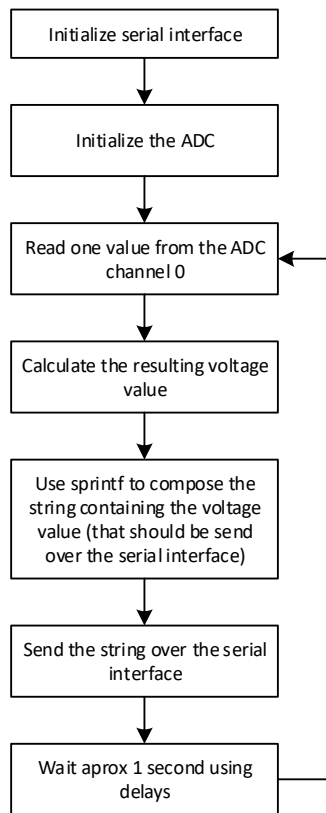 Initialize serial interface
Initialize the ADC
Read one value from the ADC
channel 0
Calculate the resulting voltage
value
Use sprintf to compose the
string containing the voltage
value (that should be send
over the serial interface)
Send the string over the serial
interface
Wait aprox 1 second using
delays